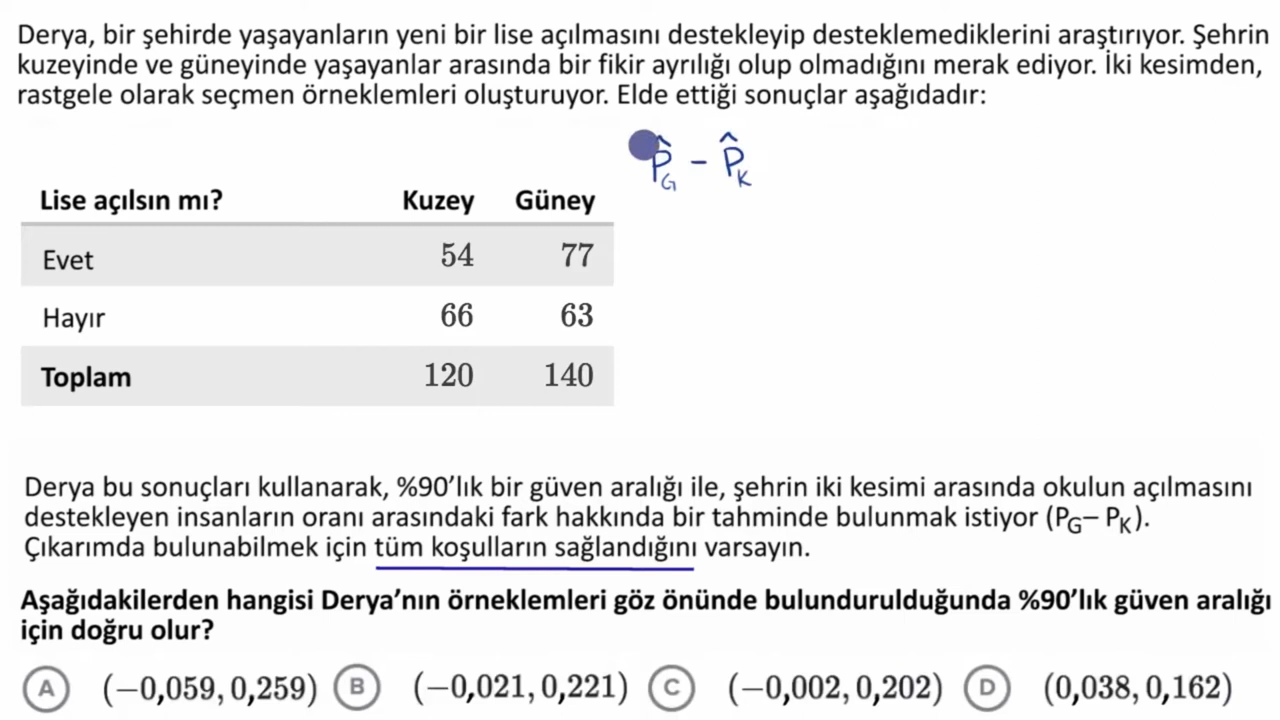 Derya, bir şehirde yaşayanların yeni bir lise açılmasını destekleyip desteklemediklerini araştırıyor. Şehrin
kuzeyinde ve güneyinde yaşayanlar arasında bir fikir ayrılığı olup olmadığını merak ediyor. İki kesimden,
rastgele olarak seçmen örneklemleri oluşturuyor. Elde ettiği sonuçlar aşağıdadır:
P̂G - P̂K
Lise açılsın mı? Kuzey Güney
Evet 54 77
Hayır 66 63
Toplam 120 140
Derya bu sonuçları kullanarak, %90'lık bir güven aralığı ile, şehrin iki kesimi arasında okulun açılmasını
destekleyen insanların oranı arasındaki fark hakkında bir tahminde bulunmak istiyor (PG– PK).
Çıkarımda bulunabilmek için tüm koşulların sağlandığını varsayın.
Aşağıdakilerden hangisi Derya'nın örneklemleri göz önünde bulundurulduğunda %90'lık güven aralığı
için doğru olur?
A (−0,059, 0,259) B (−0,021, 0,221) C (−0,002, 0,202) D (0,038, 0,162)